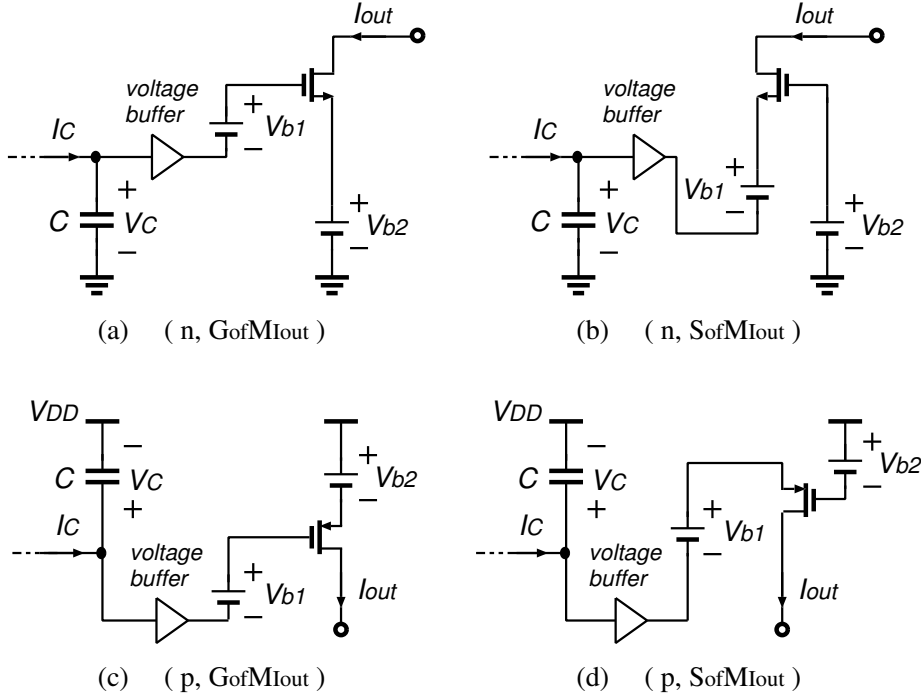 Iout
Iout
voltage
buffer
voltage
buffer
IC
+
Vb1
−
IC
+
Vb1
−
C
+
VC
−
+
Vb2
−
C
+
VC
−
+
Vb2
−
(a) ( n, GofMIout )
(b) ( n, SofMIout )
VDD
VDD
−
C VC
+
+
Vb2
−
−
C VC
+
+
Vb2
−
IC
voltage
buffer
+
Vb1
−
Iout
IC
voltage
buffer
+
Vb1
−
Iout
(c) ( p, GofMIout )
(d) ( p, SofMIout )